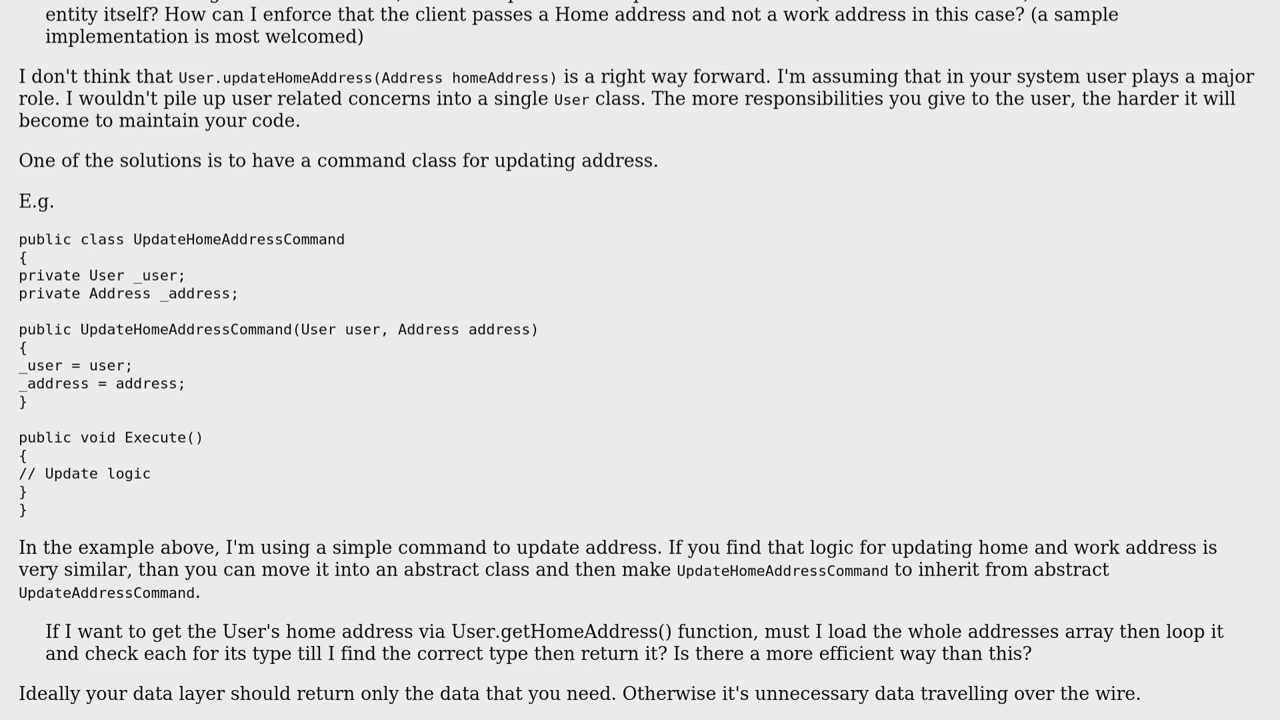 entity itself? How can I enforce that the client passes a Home address and not a work address in this case? (a sample
implementation is most welcomed)
I don't think that User.updateHomeAddress(Address homeAddress) is a right way forward. I'm assuming that in your system user plays a major
role. I wouldn't pile up user related concerns into a single User class. The more responsibilities you give to the user, the harder it will
become to maintain your code.
One of the solutions is to have a command class for updating address.
E.g.
public class UpdateHomeAddressCommand
{
private User _user;
private Address _address;
public UpdateHomeAddressCommand(User user, Address address)
{
_user = user;
_address = address;
}
public void Execute()
{
// Update logic
}
}
In the example above, I'm using a simple command to update address. If you find that logic for updating home and work address is
very similar, than you can move it into an abstract class and then make UpdateHomeAddressCommand to inherit from abstract
UpdateAddressCommand.
If I want to get the User's home address via User.getHomeAddress() function, must I load the whole addresses array then loop it
and check each for its type till I find the correct type then return it? Is there a more efficient way than this?
Ideally your data layer should return only the data that you need. Otherwise it's unnecessary data travelling over the wire.